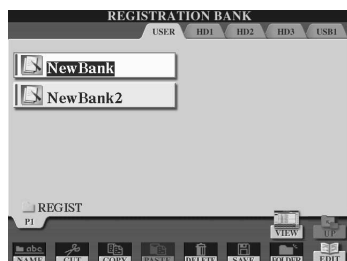 REGISTRATION BANK
USER HD1 HD2 HD3 USB1
NewBank
NewBank2
REGIST
P1
VIEW UP
abc
NAME CUT COPY PASTE DELETE SAVE FOLDER EDIT